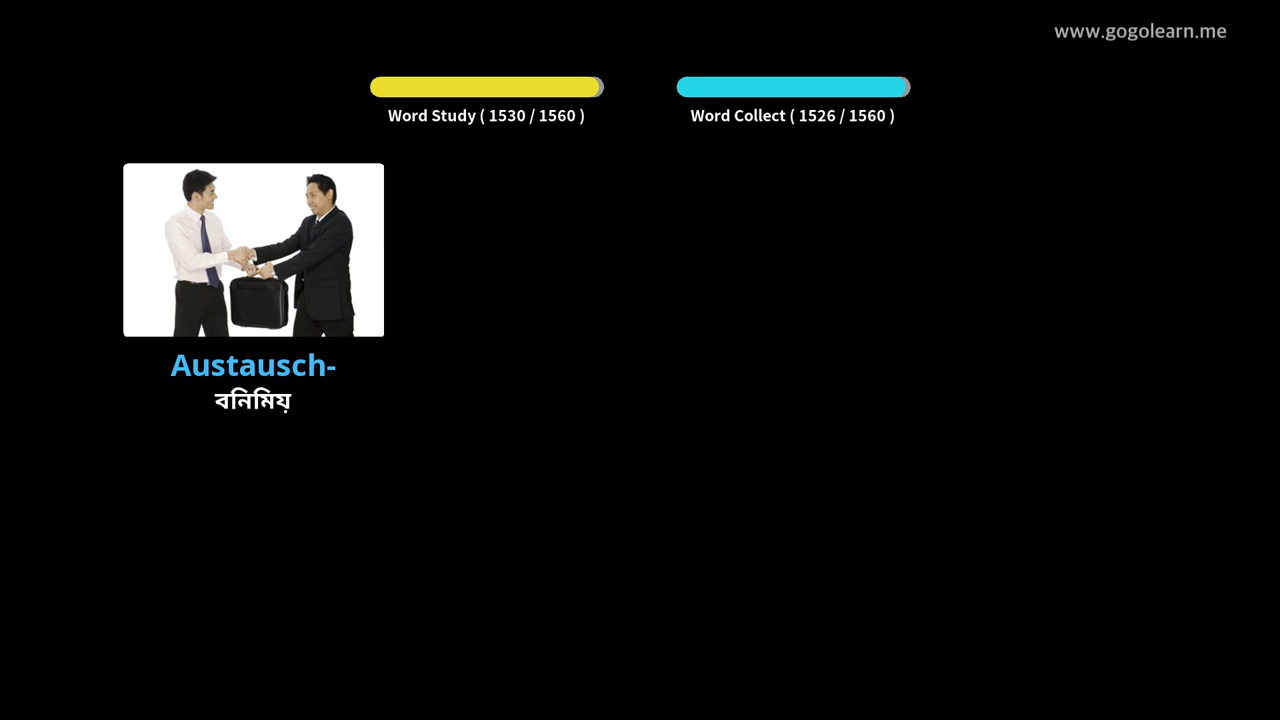 www.gogolearn.me
Word Study ( 1530 / 1560 )
Word Collect ( 1526 / 1560 )
Austausch-
বনিমিয়